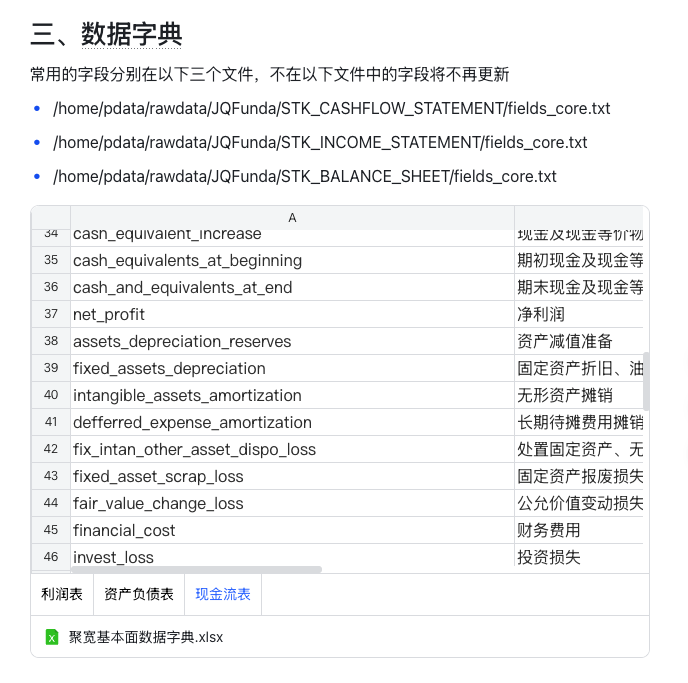 三、数据字典
常用的字段分别在以下三个文件，不在以下文件中的字段将不再更新
• /home/pdata/rawdata/JQFunda/STK_CASHFLOW_STATEMENT/fields_core.txt
• /home/pdata/rawdata/JQFunda/STK_INCOME_STATEMENT/fields_core.txt
• /home/pdata/rawdata/JQFunda/STK_BALANCE_SHEET/fields_core.txt
A
34 cash_equivalent_increase 现金及现金等价物
35 cash_equivalents_at_beginning 期初现金及现金等
36 cash_and_equivalents_at_end 期末现金及现金等
37 net_profit 净利润
38 assets_depreciation_reserves 资产减值准备
39 fixed_assets_depreciation 固定资产折旧、油
40 intangible_assets_amortization 无形资产摊销
41 defferred_expense_amortization 长期待摊费用摊销
42 fix_intan_other_asset_dispo_loss 处置固定资产、无
43 fixed_asset_scrap_loss 固定资产报废损失
44 fair_value_change_loss 公允价值变动损失
45 financial_cost 财务费用
46 invest_loss 投资损失
利润表 资产负债表 现金流表
X 聚宽基本面数据字典.xlsx